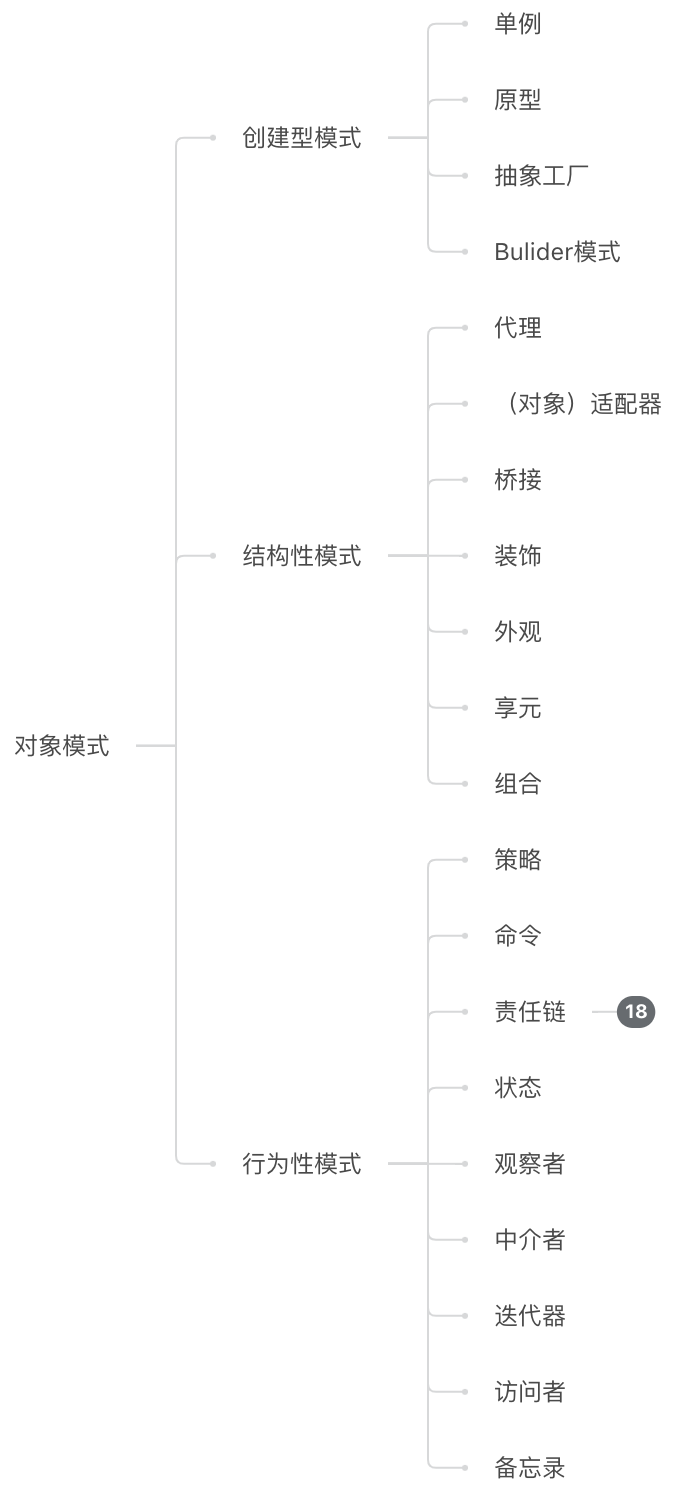 单例
原型
创建型模式
抽象工厂
Bulider模式
代理
（对象）适配器
桥接
结构性模式
装饰
外观
享元
对象模式
组合
策略
命令
责任链 18
状态
行为性模式
观察者
中介者
迭代器
访问者
备忘录